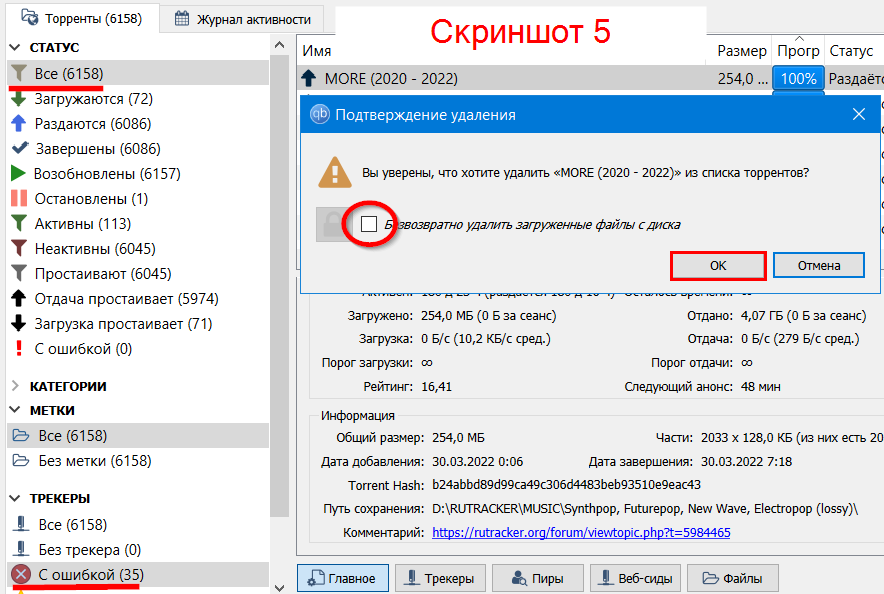 Торренты (6158)
Журнал активности
Скриншот 5
СТАТУС
Все (6158)
Загружаются (72)
Раздаются (6086)
Завершены (6086)
Возобновлены (6157)
Остановлены (1)
Активны (113)
Неактивны (6045)
Простаивают (6045)
Отдача простаивает (5974)
Загрузка простаивает (71)
С ошибкой (0)
КАТЕГОРИИ
МЕТКИ
Все (6158)
Без метки (6158)
ТРЕКЕРЫ
Все (6158)
Без трекера (0)
С ошибкой (35)
Имя Размер Прогр Статус
MORE (2020 - 2022) 254,0 ... 100% Раздаётс
qb Подтверждение удаления
Вы уверены, что хотите удалить «MORE (2020 - 2022)» из списка торрентов?
Безвозвратно удалить загруженные файлы с диска
ОК Отмена
Загружено: 254,0 МБ (0 Б за сеанс) Отдано: 4,07 ГБ (0 Б за сеанс)
Загрузка: 0 Б/с (10,2 КБ/с сред.) Отдача: 0 Б/с (279 Б/с сред.)
Порог загрузки: ∞ Порог отдачи: ∞
Рейтинг: 16,41 Следующий анонс: 48 мин
Информация
Общий размер: 254,0 МБ Части: 2033 x 128,0 КБ (из них есть 20
Дата добавления: 30.03.2022 0:06 Дата завершения: 30.03.2022 7:18
Torrent Hash: b24abbd89d99ca49c306d4483beb93510e9eac43
Путь сохранения: D:\RUTRACKER\MUSIC\Synthpop, Futurepop, New Wave, Electropop (lossy)\
Комментарий: https://rutracker.org/forum/viewtopic.php?t=5984465
Главное Трекеры Пиры Веб-сиды Файлы